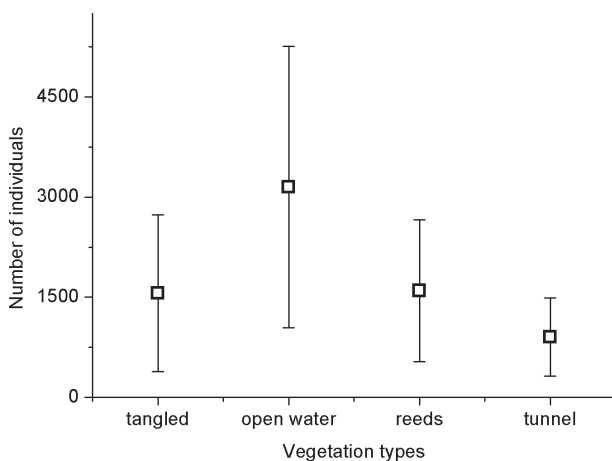 4500
3000
1500
0
Number of individuals
tangled open water reeds tunnel
Vegetation types